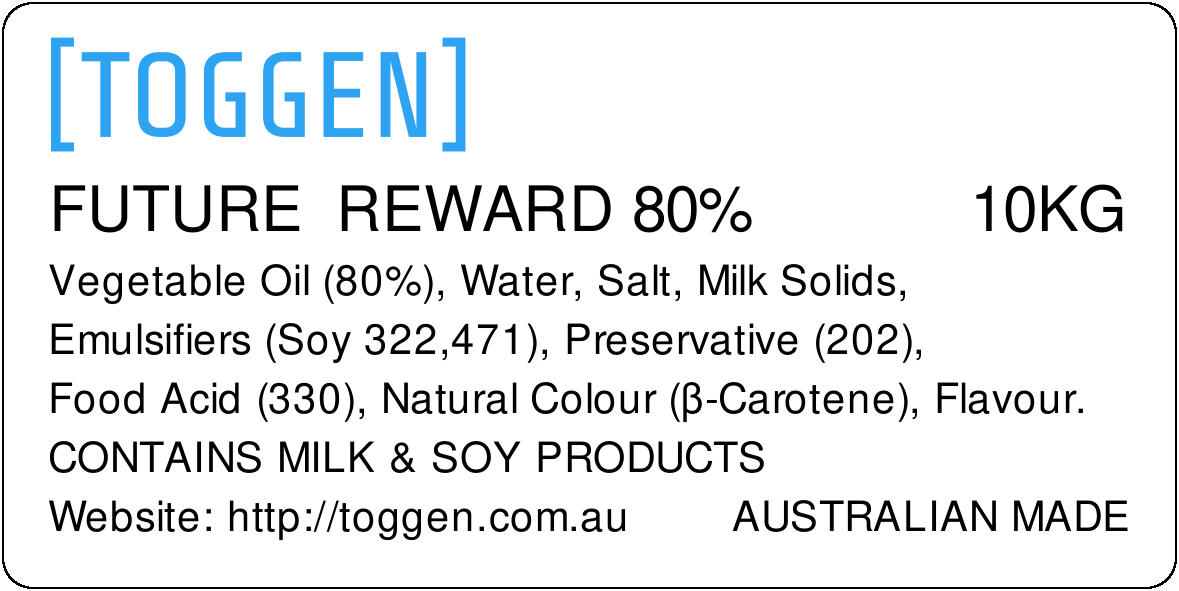 [TOGGEN]
FUTURE REWARD 80% 10KG
Vegetable Oil (80%), Water, Salt, Milk Solids,
Emulsifiers (Soy 322,471), Preservative (202),
Food Acid (330), Natural Colour (β-Carotene), Flavour.
CONTAINS MILK & SOY PRODUCTS
Website: http://toggen.com.au AUSTRALIAN MADE